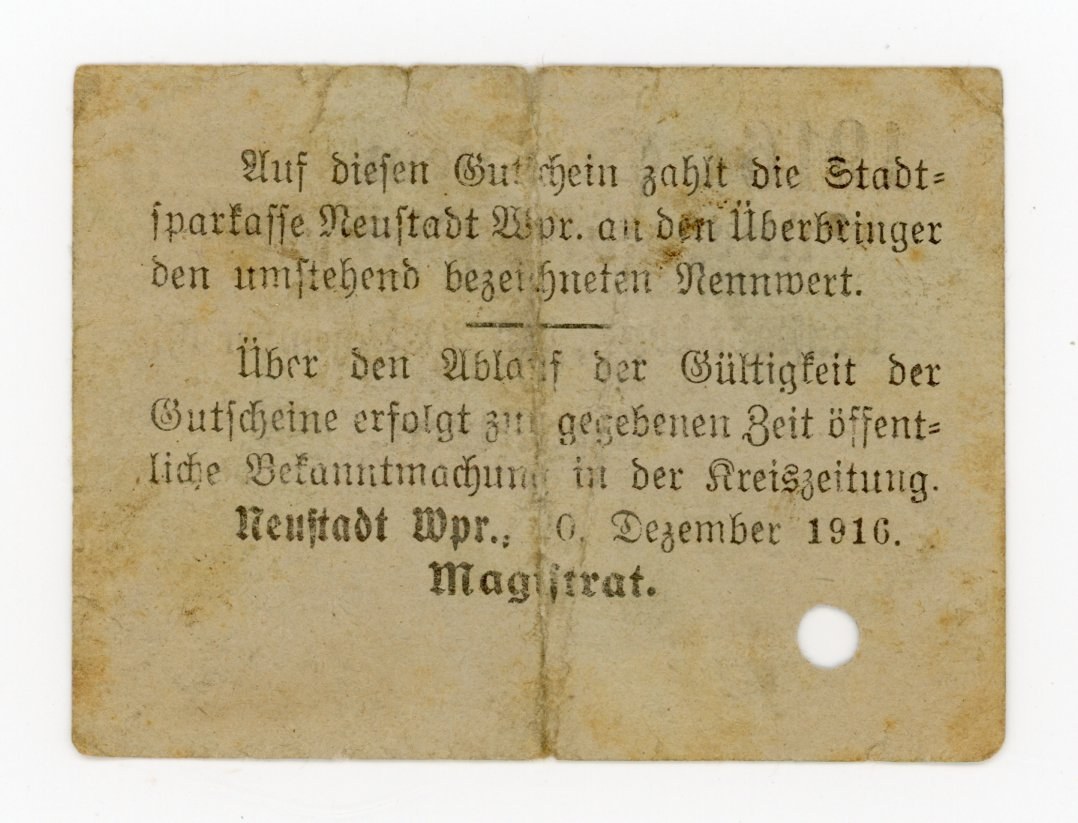 Auf diesen Gutschein zahlt die Stadt-
sparkasse Neustadt Wpr. an den Überbringer
den umstehend bezeichneten Nennwert.
Über den Ablauf der Gültigkeit der
Gutscheine erfolgt zur gegebenen Zeit öffent-
liche Bekanntmachung in der Kreiszeitung.
Neustadt Wpr., Dezember 1916.
Magistrat.